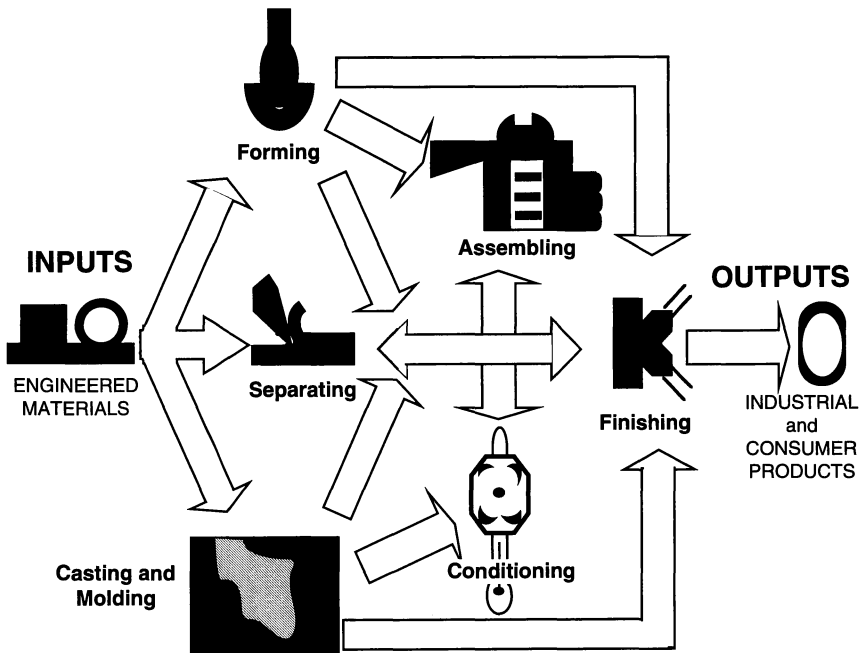 Forming
Assembling
INPUTS
OUTPUTS
ENGINEERED
MATERIALS
Separating
Finishing
INDUSTRIAL
and
CONSUMER
PRODUCTS
Casting and
Molding
Conditioning